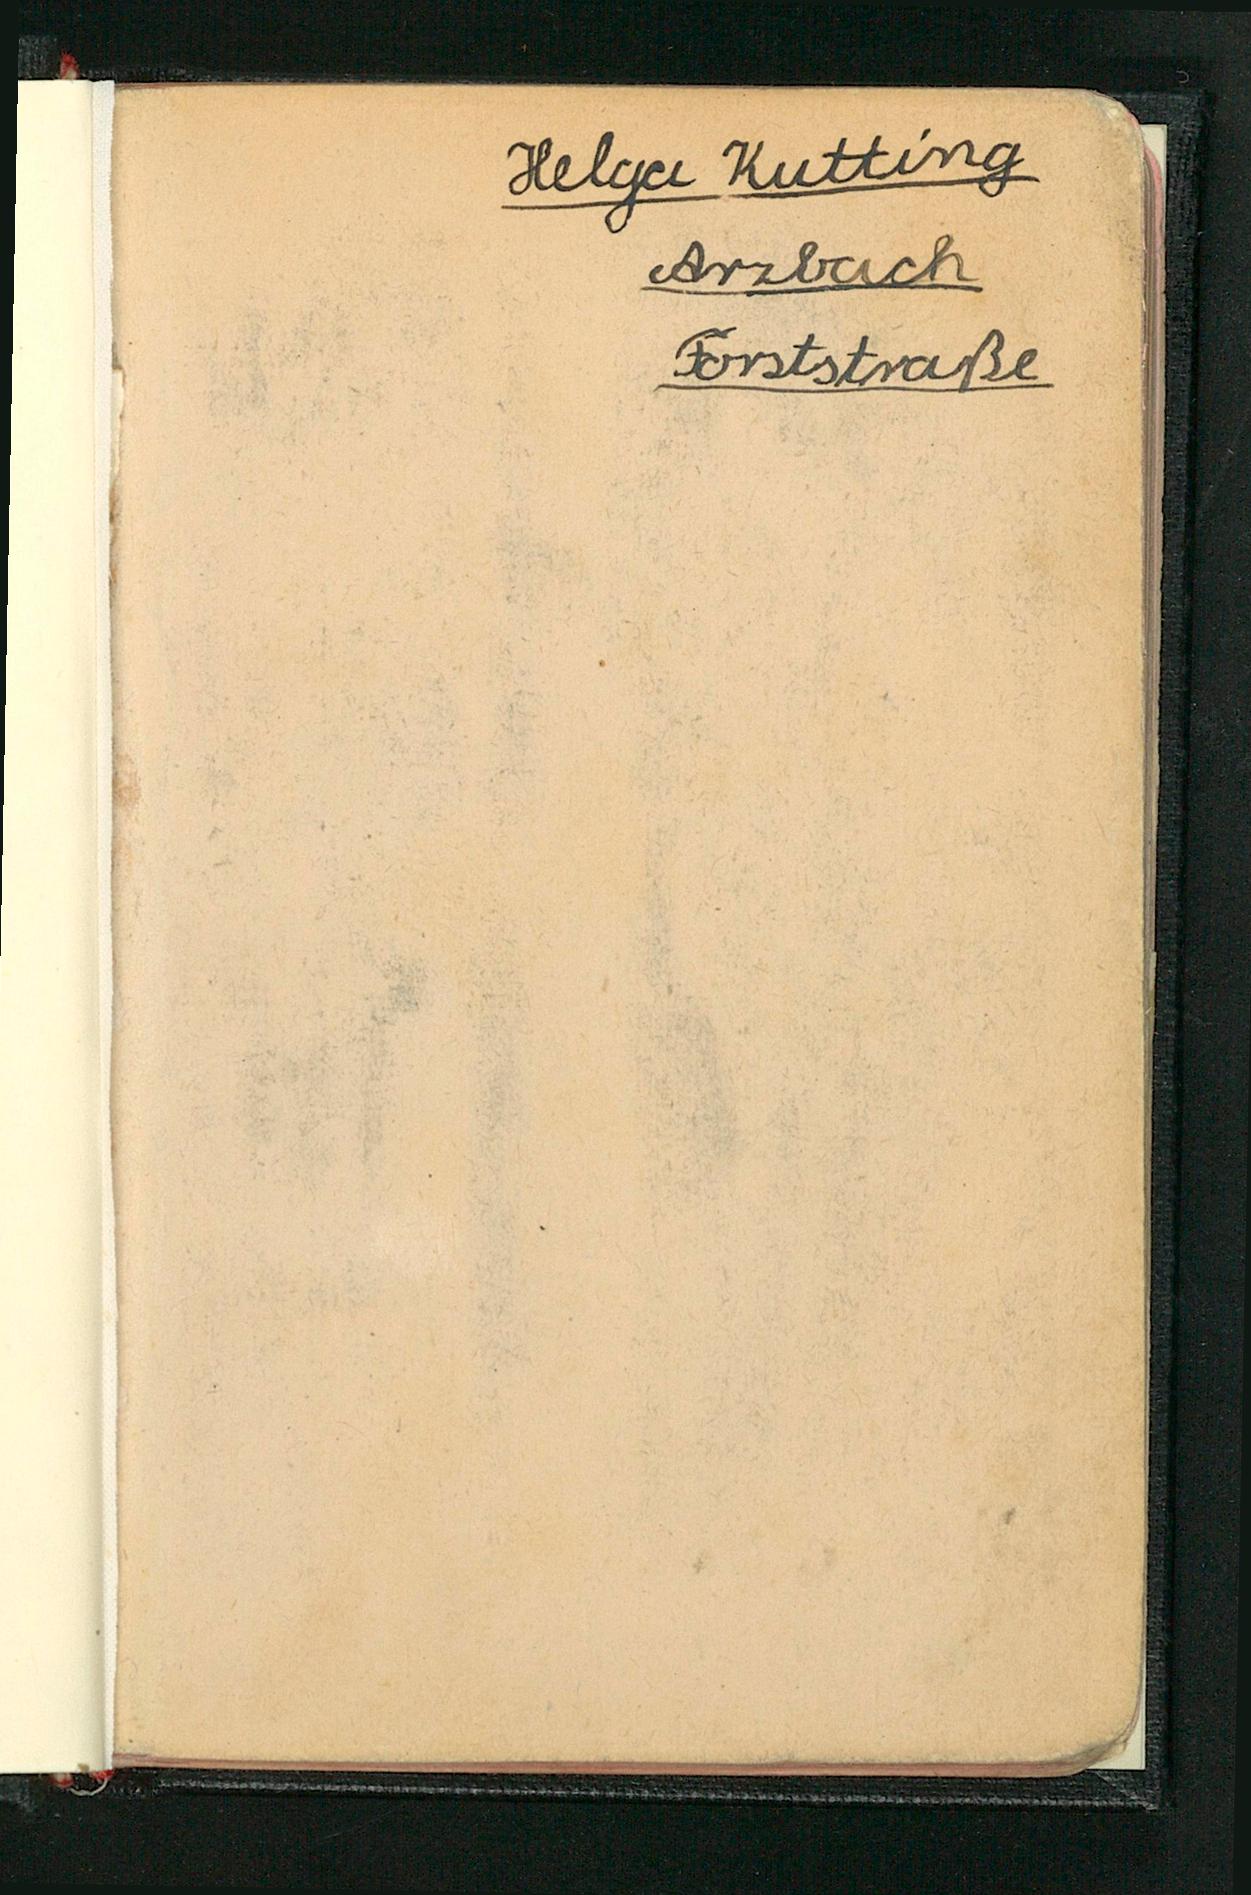 Helga Kutting
Arzbach
Forststraße